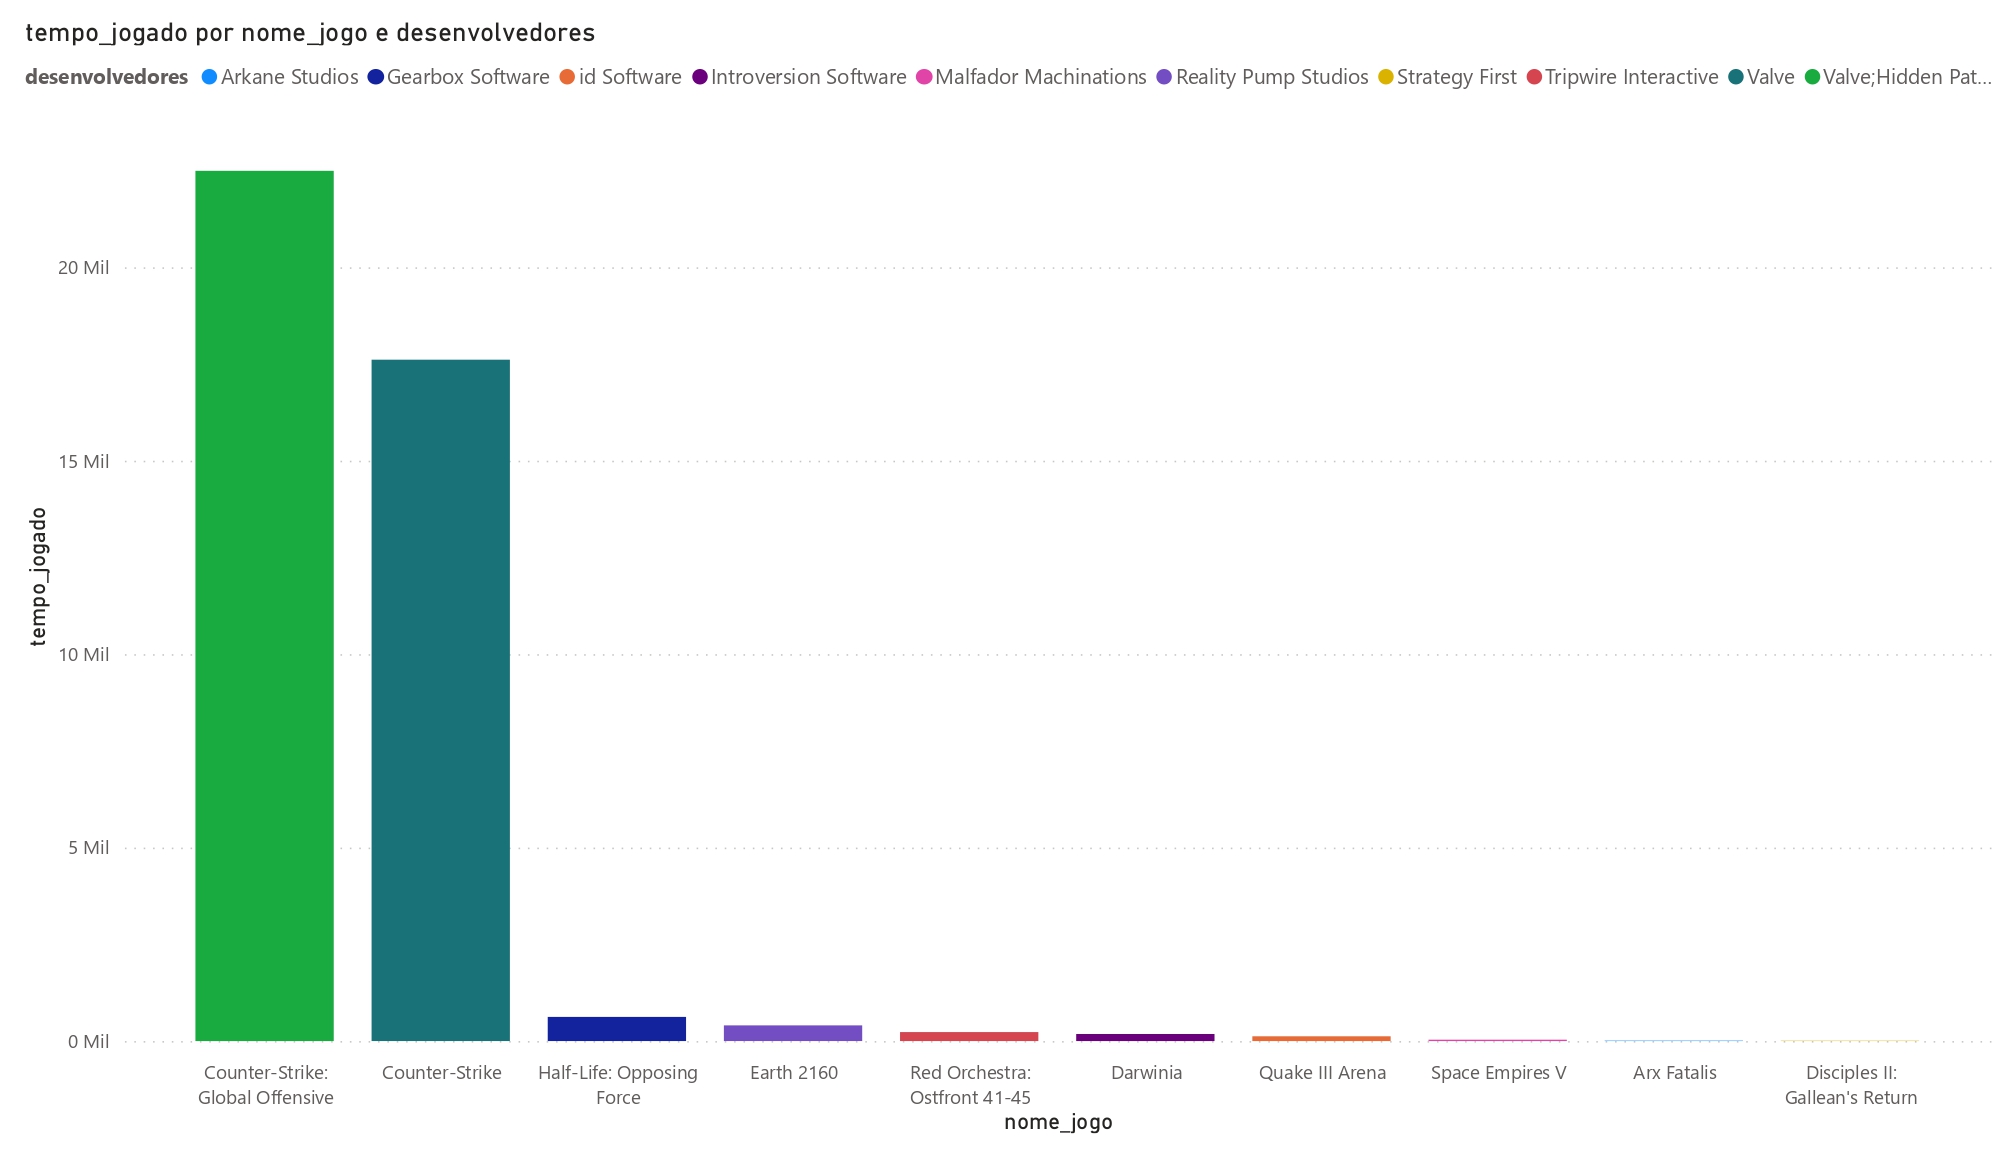 tempo_jogado por nome_jogo e desenvolvedores
desenvolvedores Arkane Studios Gearbox Software id Software Introversion Software Malfador Machinations Reality Pump Studios Strategy First Tripwire Interactive Valve Valve;Hidden Pat...
20 Mil
15 Mil
10 Mil
5 Mil
0 Mil
tempo_jogado
Counter-Strike:
Global Offensive
Counter-Strike
Half-Life: Opposing
Force
Earth 2160
Red Orchestra:
Ostfront 41-45
Darwinia
Quake III Arena
Space Empires V
Arx Fatalis
Disciples II:
Gallean's Return
nome_jogo